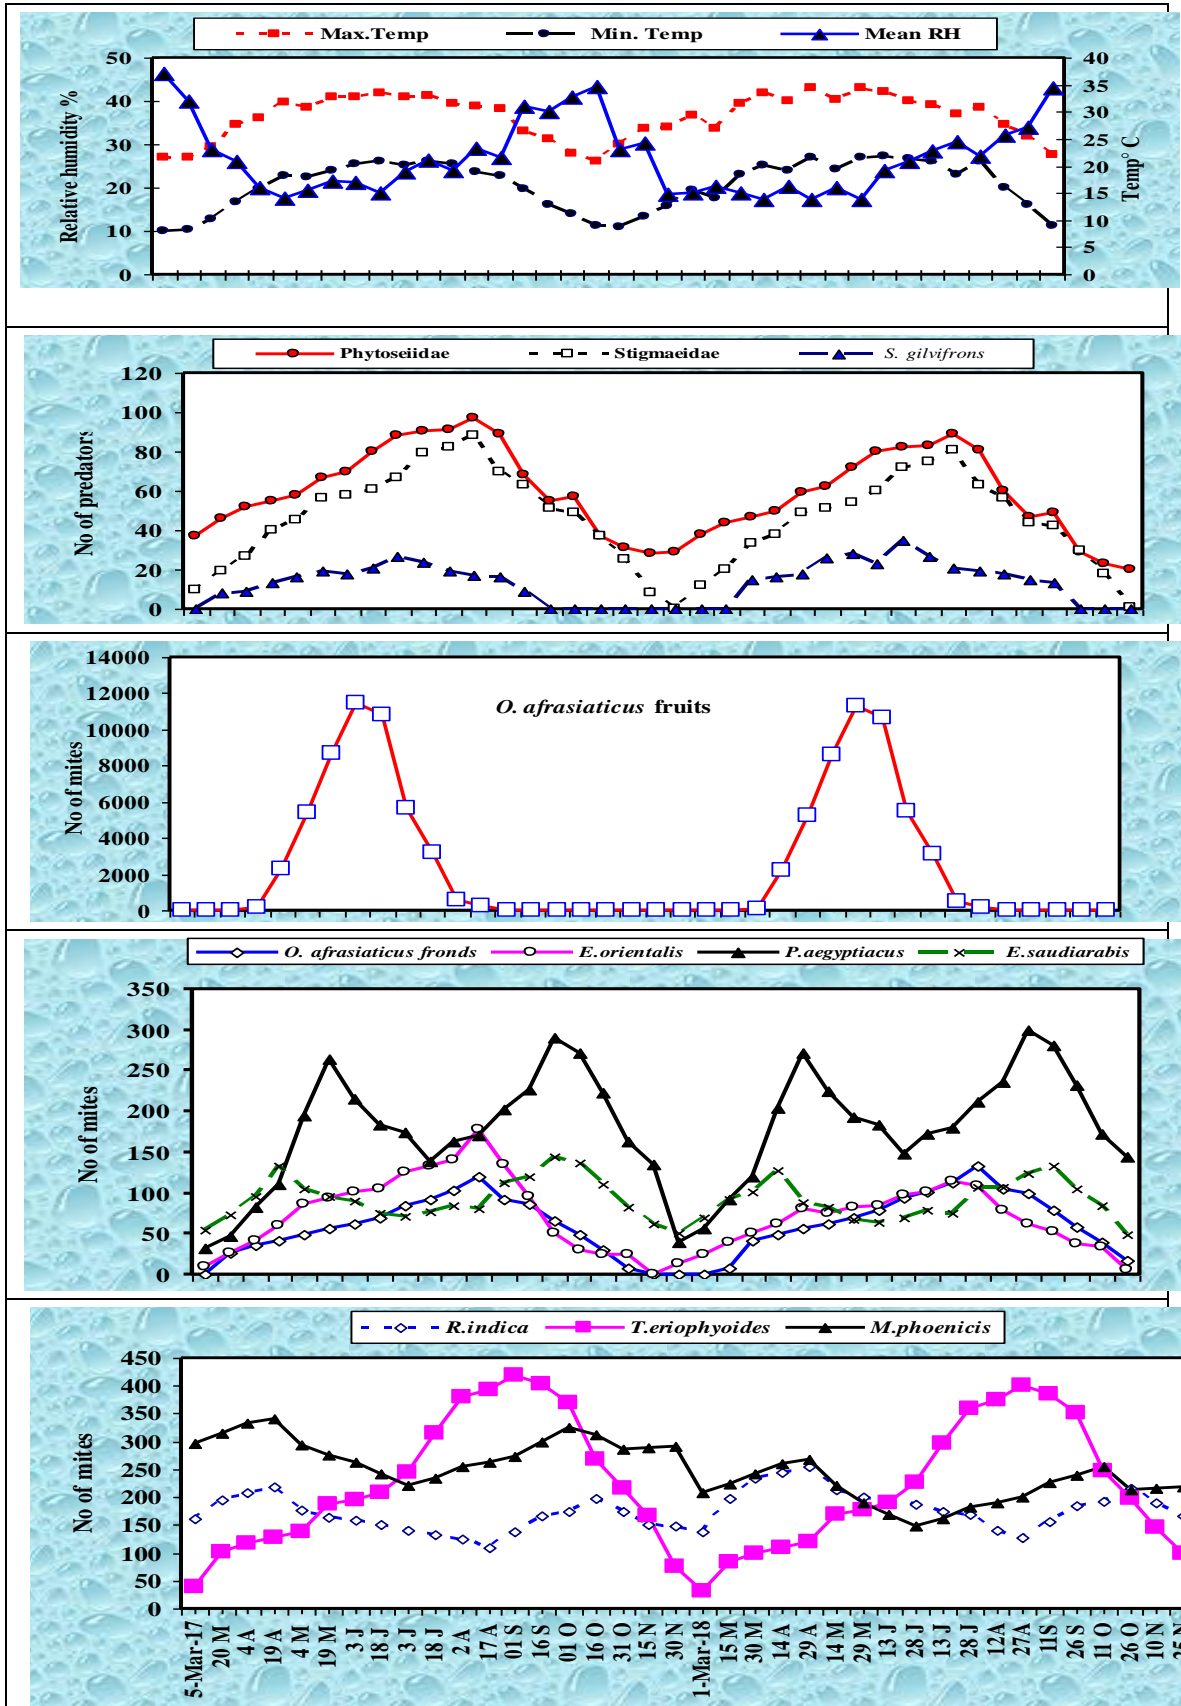 Max.Temp Min. Temp Mean RH
50
40
30
20
10
0
Relative humidity %
40
35
30
25
20
15
10
5
0
Temp° C
Phytoseiidae Stigmaeidae S. gilvifrons
120
100
80
60
40
20
0
No of predators
14000
12000
10000
8000
6000
4000
2000
0
No of mites
O. afrasiaticus fruits
O. afrasiaticus fronds E.orientalis P.aegyptiacus E.saudiarabis
350
300
250
200
150
100
50
0
No of mites
R.indica T.eriophyoides M.phoenicis
450
400
350
300
250
200
150
100
50
0
No of mites
5-Mar-17
20 M
4 A
19 A
4 M
19 M
3 J
18 J
3 J
18 J
2 A
17 A
01 S
16 S
01 O
16 O
31 O
15 N
30 N
1-Mar-18
15 M
30 M
14 A
29 A
14 M
29 M
13 J
28 J
13 J
28 J
12A
27A
11S
26 S
11 O
26 O
10 N
25 N